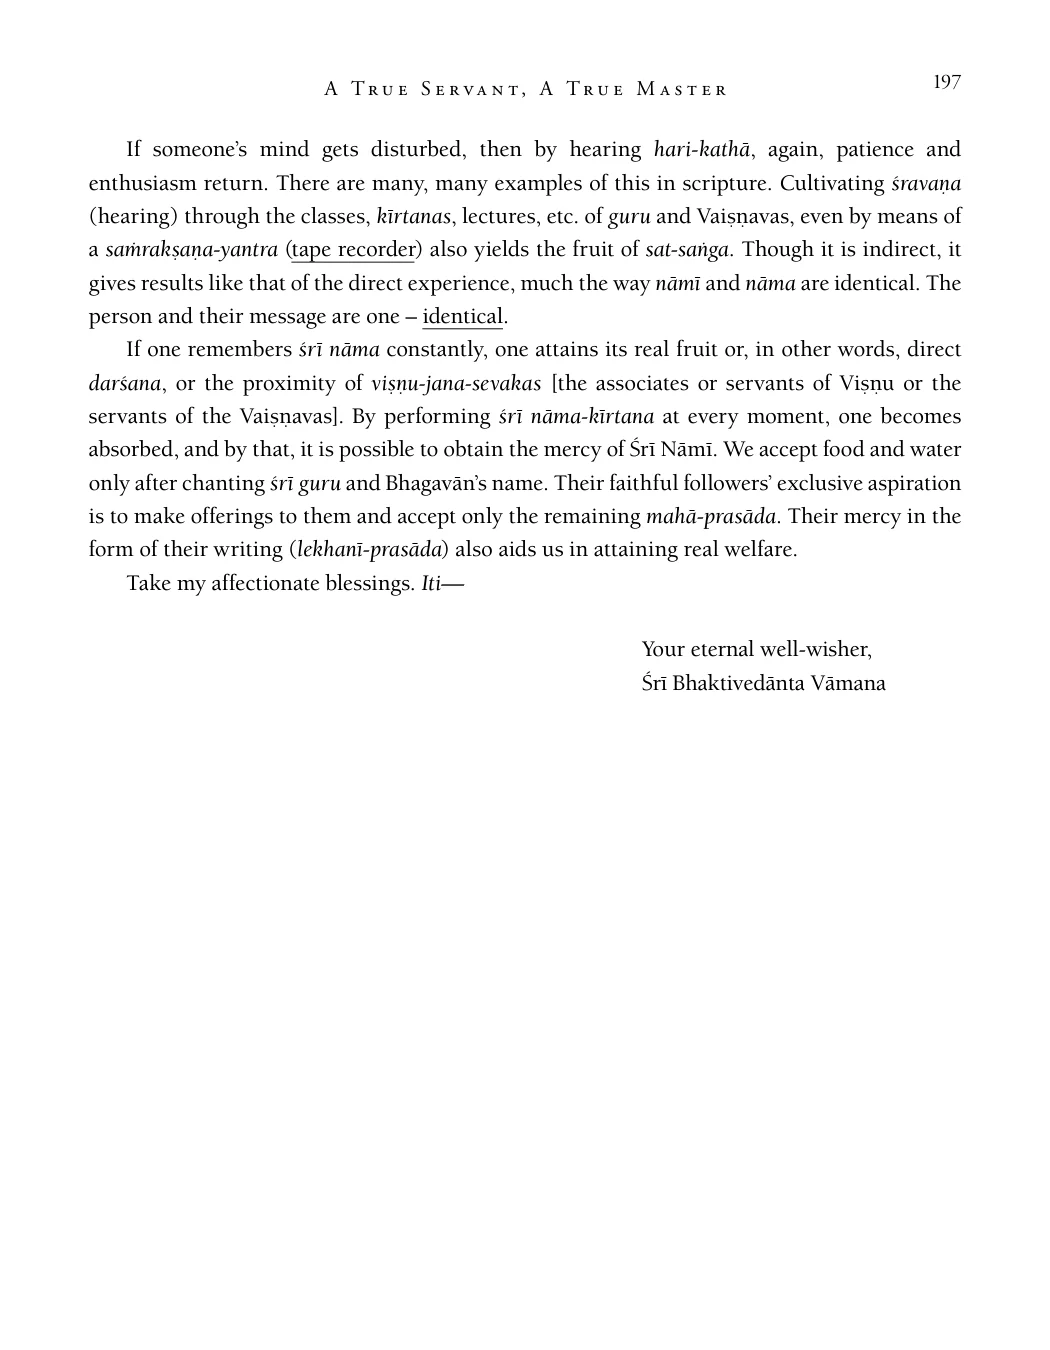 A TRUE SERVANT, A TRUE MASTER
197
If someone’s mind gets disturbed, then by hearing hari-kathā, again, patience and
enthusiasm return. There are many, many examples of this in scripture. Cultivating śravaṇa
(hearing) through the classes, kīrtanas, lectures, etc. of guru and Vaiṣṇavas, even by means of
a saṁrakṣaṇa-yantra (tape recorder) also yields the fruit of sat-saṅga. Though it is indirect, it
gives results like that of the direct experience, much the way nāmī and nāma are identical. The
person and their message are one – identical.
If one remembers śrī nāma constantly, one attains its real fruit or, in other words, direct
darśana, or the proximity of viṣṇu-jana-sevakas [the associates or servants of Viṣṇu or the
servants of the Vaiṣṇavas]. By performing śrī nāma-kīrtana at every moment, one becomes
absorbed, and by that, it is possible to obtain the mercy of Śrī Nāmī. We accept food and water
only after chanting śrī guru and Bhagavān’s name. Their faithful followers’ exclusive aspiration
is to make offerings to them and accept only the remaining mahā-prasāda. Their mercy in the
form of their writing (lekhanī-prasāda) also aids us in attaining real welfare.
Take my affectionate blessings. Iti—
Your eternal well-wisher,
Śrī Bhaktivedānta Vāmana